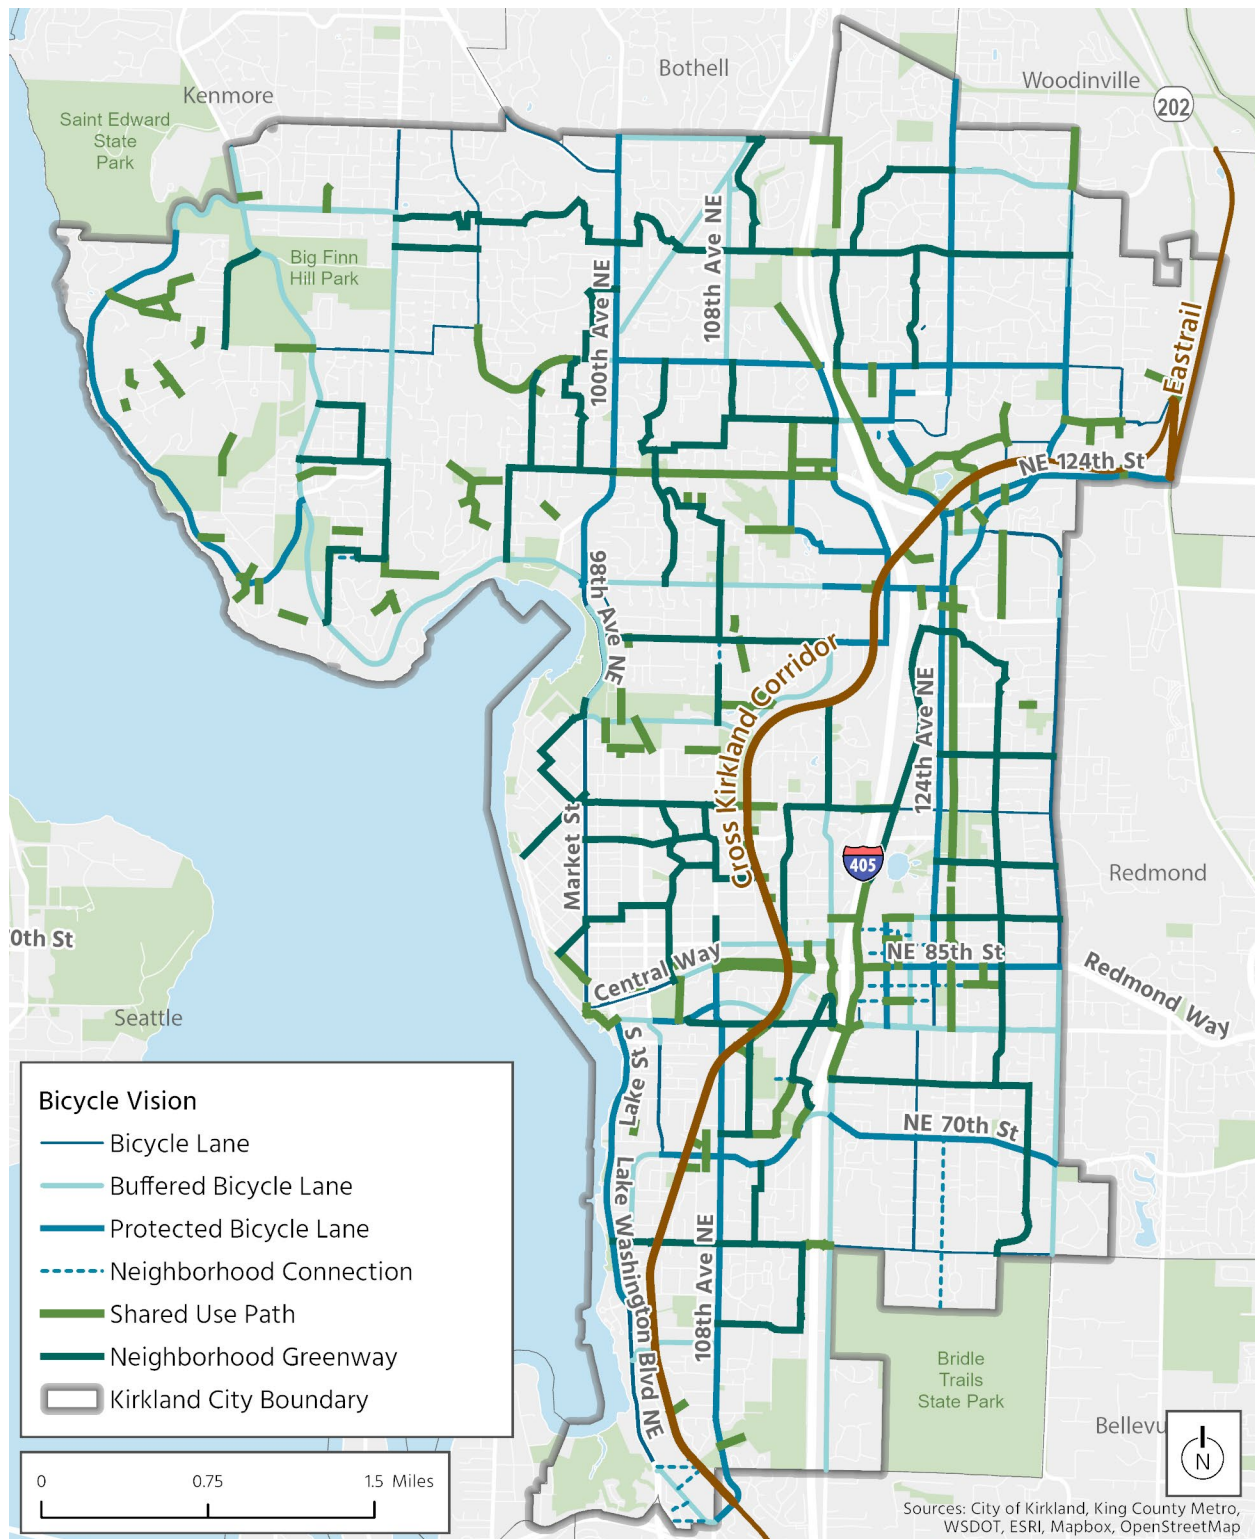 Bothell
Kenmore
Woodinville
202
Saint Edward
State
Park
Big Finn
Hill Park
108th Ave NE
100th Ave NE
Eastrail
NE 124th St
98th Ave NE
Cross Kirkland Corridor
124th Ave NE
Market St
405
Redmond
0th St
NE 85th St
Central Way
Redmond Way
Seattle
Lake St S
NE 70th St
Lake Washington Blvd NE
108th Ave NE
Bridle
Trails
State Park
Bellevu
Bicycle Vision
Bicycle Lane
Buffered Bicycle Lane
Protected Bicycle Lane
Neighborhood Connection
Shared Use Path
Neighborhood Greenway
Kirkland City Boundary
0 0.75 1.5 Miles
N
Sources: City of Kirkland, King County Metro,
WSDOT, ESRI, Mapbox, OpenStreetMap